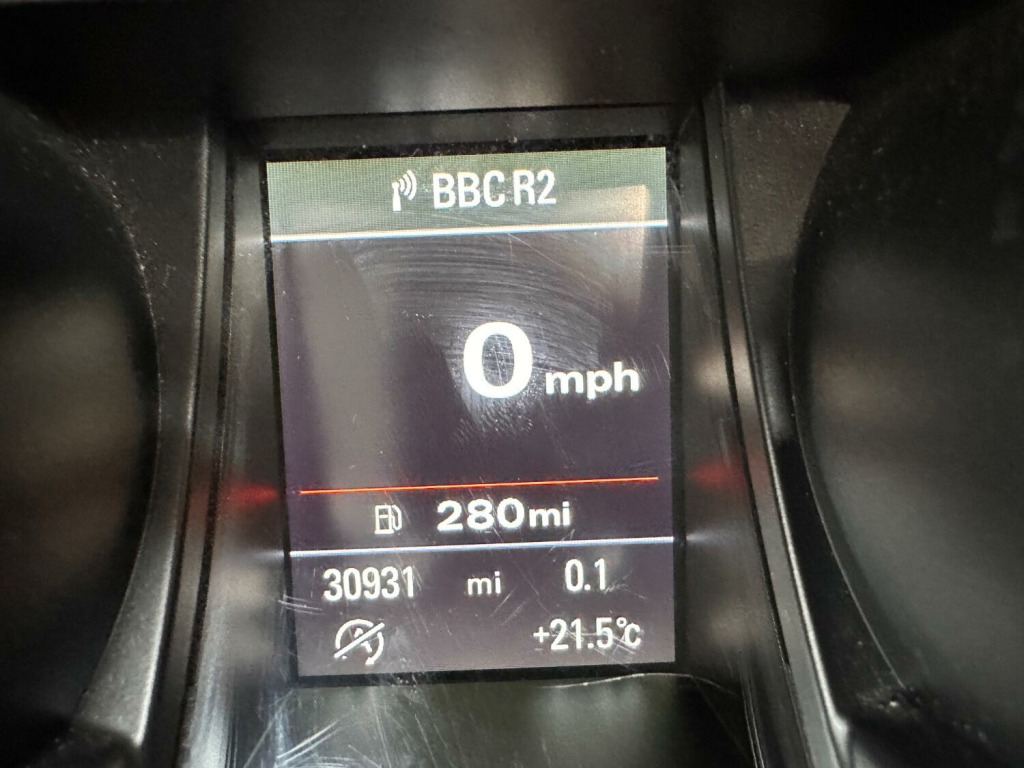 BBC R2
0 mph
280mi
30931 mi 0.1
A +21.5°C